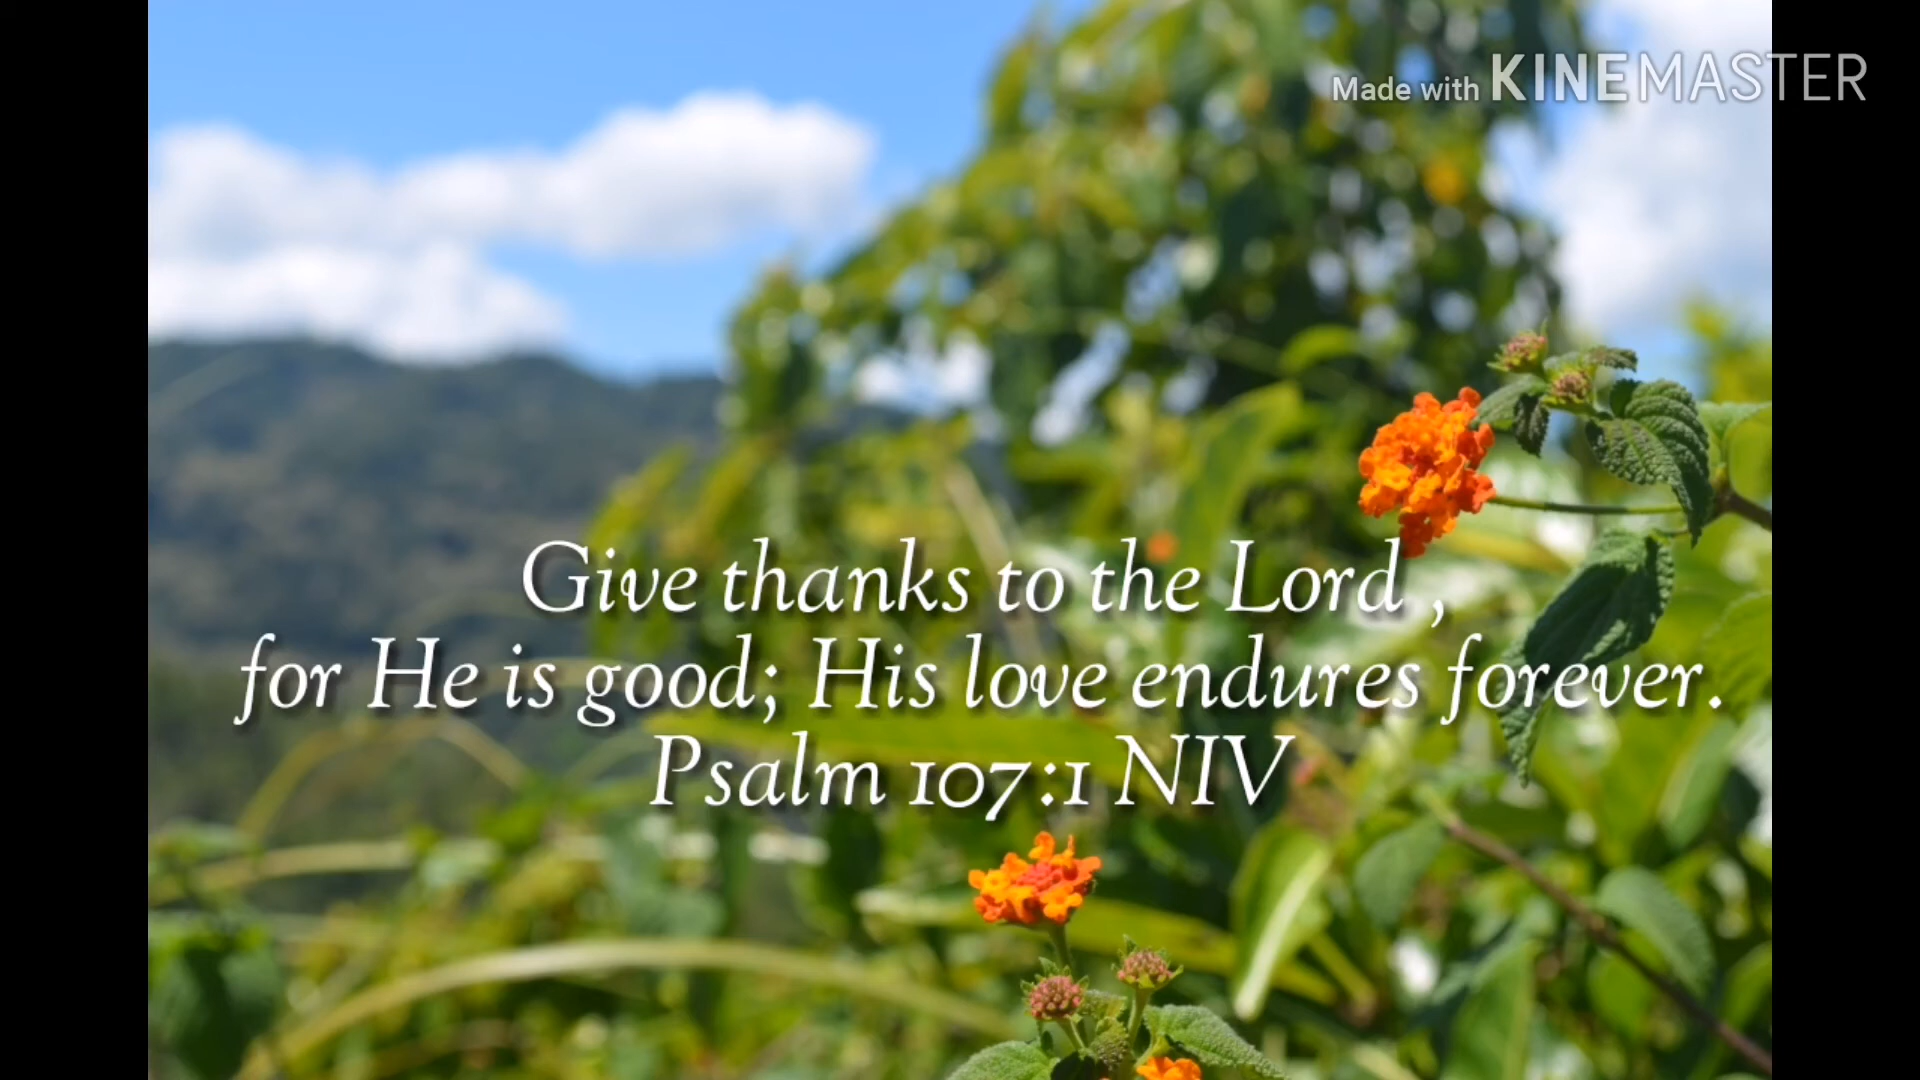 Made with KINEMASTER
Give thanks to the Lord ,
for He is good; His love endures forever.
Psalm 107:1 NIV